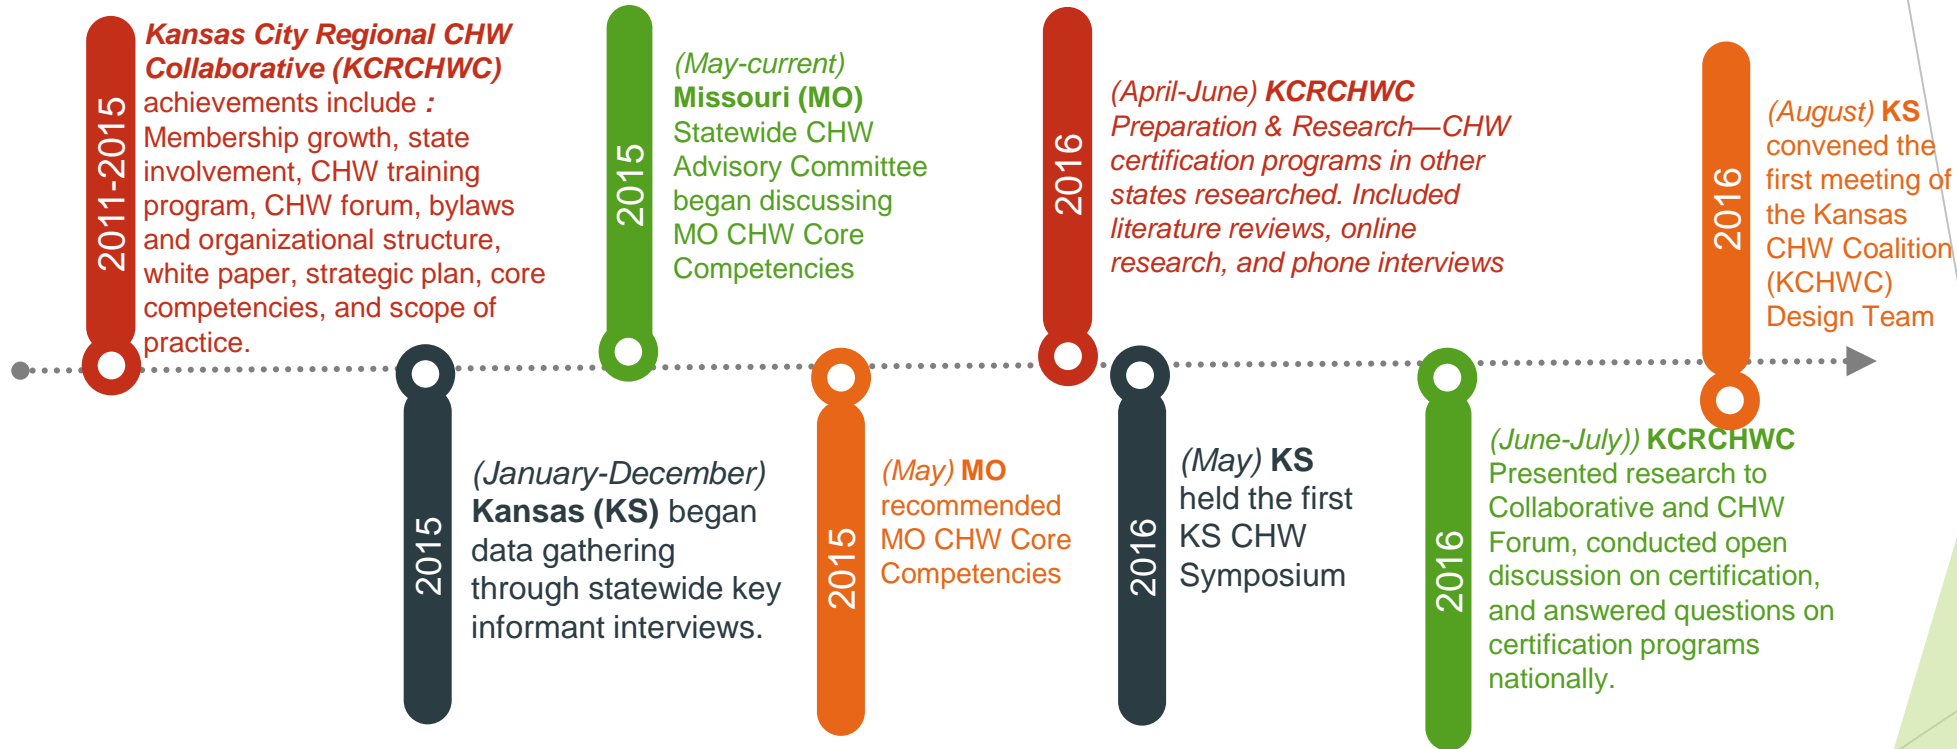 2011-2015
Kansas City Regional CHW
Collaborative (KCRCHWC)
achievements include :
Membership growth, state
involvement, CHW training
program, CHW forum, bylaws
and organizational structure,
white paper, strategic plan, core
competencies, and scope of
practice.
2015
(January-December)
Kansas (KS) began
data gathering
through statewide key
informant interviews.
2015
(May-current)
Missouri (MO)
Statewide CHW
Advisory Committee
began discussing
MO CHW Core
Competencies
2015
(May) MO
recommended
MO CHW Core
Competencies
2016
(April-June) KCRCHWC
Preparation & Research—CHW
certification programs in other
states researched. Included
literature reviews, online
research, and phone interviews
2016
(May) KS
held the first
KS CHW
Symposium
2016
(June-July)) KCRCHWC
Presented research to
Collaborative and CHW
Forum, conducted open
discussion on certification,
and answered questions on
certification programs
nationally.
2016
(August) KS
convened the
first meeting of
the Kansas
CHW Coalition
(KCHWC)
Design Team